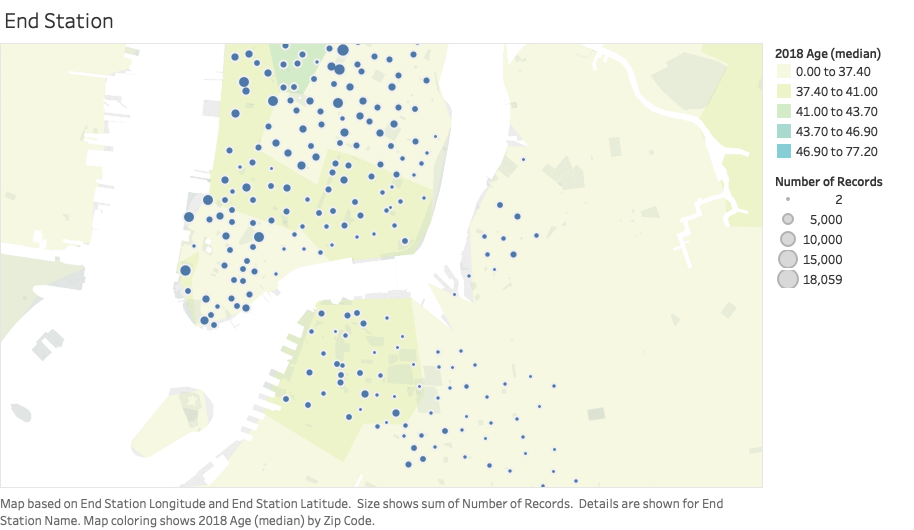 End Station
2018 Age (median)
0.00 to 37.40
37.40 to 41.00
41.00 to 43.70
43.70 to 46.90
46.90 to 77.20
Number of Records
2
5,000
10,000
15,000
18,059
Map based on End Station Longitude and End Station Latitude.  Size shows sum of Number of Records.  Details are shown for End
Station Name. Map coloring shows 2018 Age (median) by Zip Code.